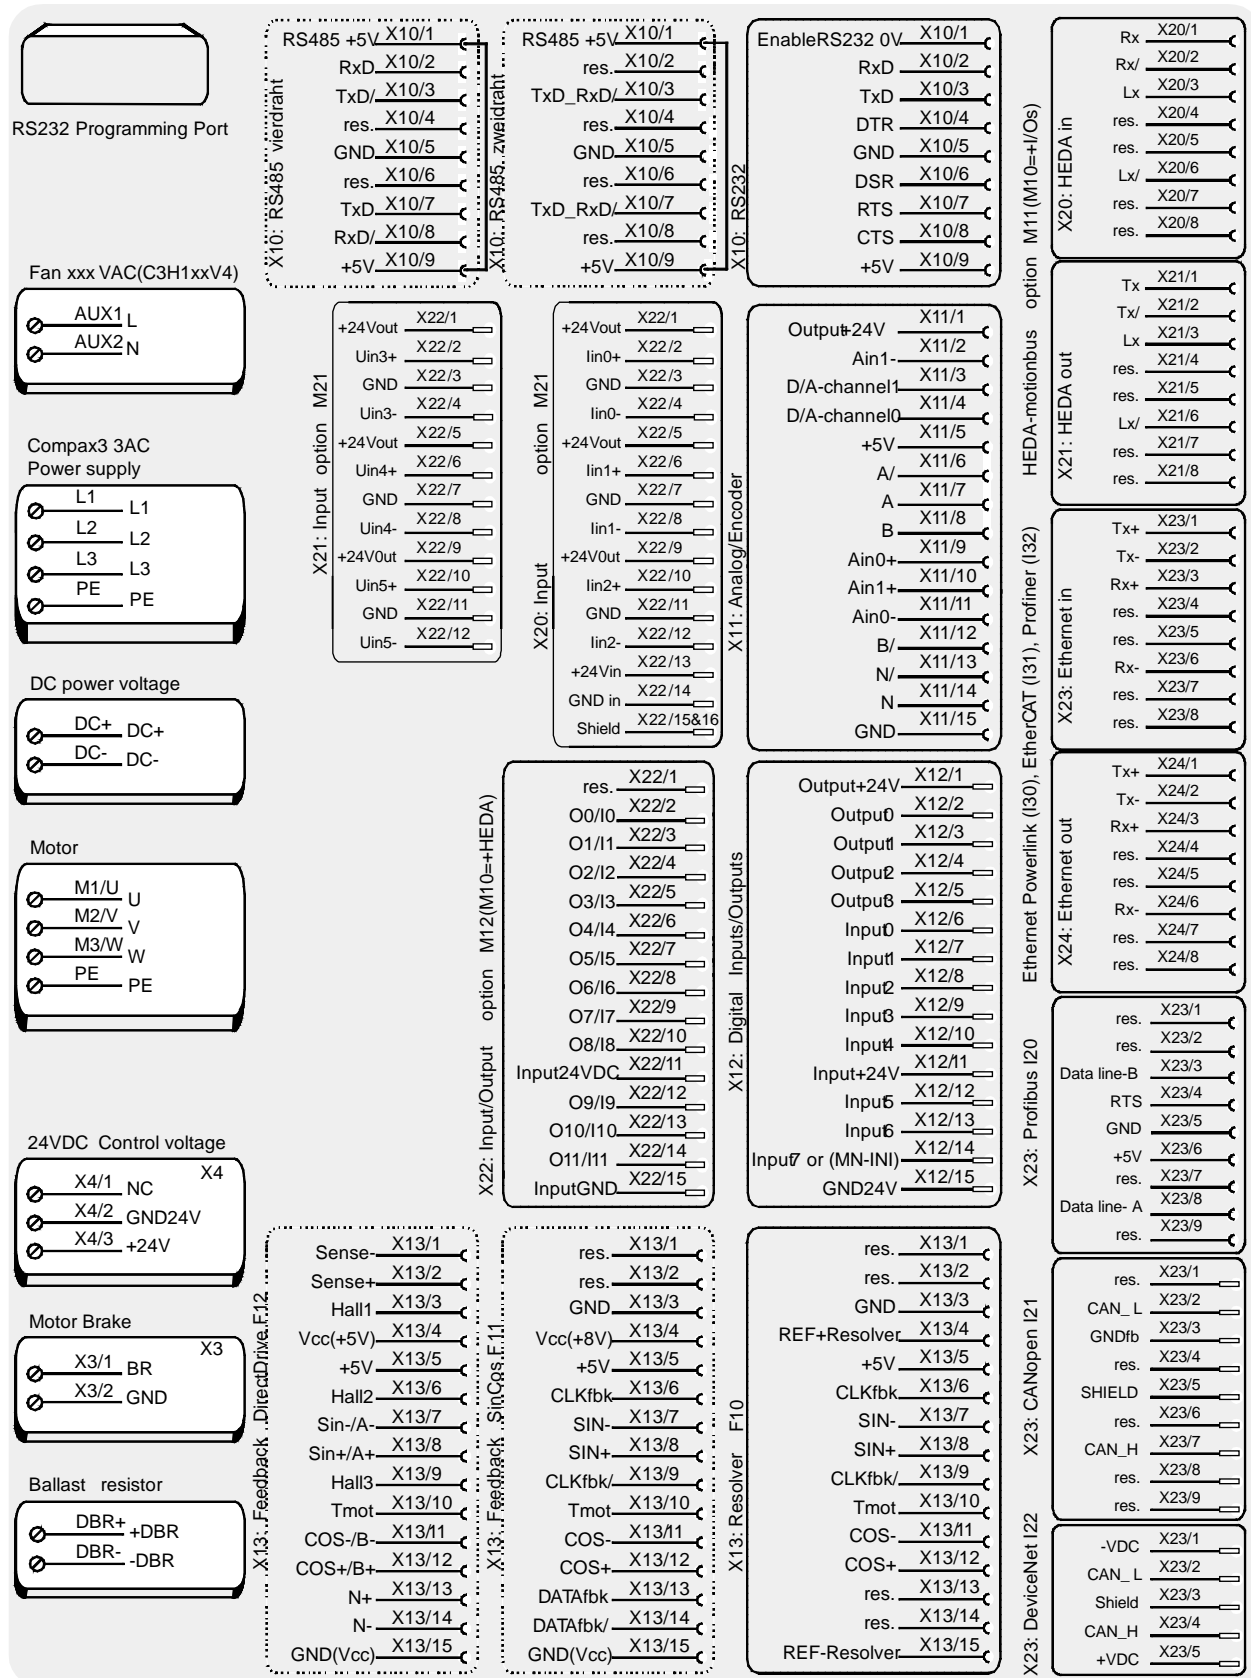 RS232 Programming Port
Fan xxx VAC(C3H1xxV4)
AUX1 L
AUX2 N
Compax3 3AC
Power supply
L1 L1
L2 L2
L3 L3
PE PE
DC power voltage
DC+ DC+
DC- DC-
Motor
M1/U U
M2/V V
M3/W W
PE PE
24VDC Control voltage
X4
X4/1 NC
X4/2 GND24V
X4/3 +24V
Motor Brake
X3
X3/1 BR
X3/2 GND
Ballast resistor
DBR+ +DBR
DBR- -DBR
X10: RS485 vierdraht
RS485 +5V X10/1
RxD X10/2
TxD/ X10/3
res. X10/4
GND X10/5
res. X10/6
TxD X10/7
RxD/ X10/8
+5V X10/9
X10: RS485 zweidraht
RS485 +5V X10/1
res. X10/2
TxD_RxD/ X10/3
res. X10/4
GND X10/5
res. X10/6
TxD_RxD/ X10/7
res. X10/8
+5V X10/9
X10: RS232
EnableRS232 0V X10/1
RxD X10/2
TxD X10/3
DTR X10/4
GND X10/5
DSR X10/6
RTS X10/7
CTS X10/8
+5V X10/9
X21: Input option M21
+24Vout X22/1
Uin3+ X22/2
GND X22/3
Uin3- X22/4
+24Vout X22/5
Uin4+ X22/6
GND X22/7
Uin4- X22/8
+24V0ut X22/9
Uin5+ X22/10
GND X22/11
Uin5- X22/12
X20: Input option M21
+24Vout X22/1
Iin0+ X22/2
GND X22/3
Iin0- X22/4
+24Vout X22/5
Iin1+ X22/6
GND X22/7
Iin1- X22/8
+24V0ut X22/9
Iin2+ X22/10
GND X22/11
Iin2- X22/12
+24Vin X22/13
GND in X22/14
Shield X22/15&16
X11: Analog/Encoder
Output+24V X11/1
Ain1- X11/2
D/A-channel1 X11/3
D/A-channel0 X11/4
+5V X11/5
A/ X11/6
A X11/7
B X11/8
Ain0+ X11/9
Ain1+ X11/10
Ain0- X11/11
B/ X11/12
N/ X11/13
N X11/14
GND X11/15
X22: Input/Output option M12(M10=+HEDA)
res. X22/1
O0/I0 X22/2
O1/I1 X22/3
O2/I2 X22/4
O3/I3 X22/5
O4/I4 X22/6
O5/I5 X22/7
O6/I6 X22/8
O7/I7 X22/9
O8/I8 X22/10
Input24VDC X22/11
O9/I9 X22/12
O10/I10 X22/13
O11/I11 X22/14
InputGND X22/15
X12: Digital Inputs/Outputs
Output+24V X12/1
Output0 X12/2
Output1 X12/3
Output2 X12/4
Output3 X12/5
Input0 X12/6
Input1 X12/7
Input2 X12/8
Input3 X12/9
Input4 X12/10
Input+24V X12/11
Input5 X12/12
Input6 X12/13
Input7 or (MN-INI) X12/14
GND24V X12/15
X13: Feedback DirectDrive F12
Sense- X13/1
Sense+ X13/2
Hall1 X13/3
Vcc(+5V) X13/4
+5V X13/5
Hall2 X13/6
Sin-/A- X13/7
Sin+/A+ X13/8
Hall3 X13/9
Tmot X13/10
COS-/B- X13/11
COS+/B+ X13/12
N+ X13/13
N- X13/14
GND(Vcc) X13/15
X13: Feedback SinCos F11
res. X13/1
res. X13/2
GND X13/3
Vcc(+8V) X13/4
+5V X13/5
CLKfbk X13/6
SIN- X13/7
SIN+ X13/8
CLKfbk/ X13/9
Tmot X13/10
COS- X13/11
COS+ X13/12
DATAfbk X13/13
DATAfbk/ X13/14
GND(Vcc) X13/15
X13: Resolver F10
res. X13/1
res. X13/2
GND X13/3
REF+Resolver X13/4
+5V X13/5
CLKfbk X13/6
SIN- X13/7
SIN+ X13/8
CLKfbk/ X13/9
Tmot X13/10
COS- X13/11
COS+ X13/12
res. X13/13
res. X13/14
REF-Resolver X13/15
HEDA-motionbus option M11(M10=+I/Os)
X20: HEDA in
Rx X20/1
Rx/ X20/2
Lx X20/3
res. X20/4
res. X20/5
Lx/ X20/6
res. X20/7
res. X20/8
X21: HEDA out
Tx X21/1
Tx/ X21/2
Lx X21/3
res. X21/4
res. X21/5
Lx/ X21/6
res. X21/7
res. X21/8
Ethernet Powerlink (I30), EtherCAT (I31), Profiner (I32)
X23: Ethernet in
Tx+ X23/1
Tx- X23/2
Rx+ X23/3
res. X23/4
res. X23/5
Rx- X23/6
res. X23/7
res. X23/8
X24: Ethernet out
Tx+ X24/1
Tx- X24/2
Rx+ X24/3
res. X24/4
res. X24/5
Rx- X24/6
res. X24/7
res. X24/8
X23: Profibus I20
res. X23/1
res. X23/2
Data line-B X23/3
RTS X23/4
GND X23/5
+5V X23/6
res. X23/7
Data line- A X23/8
res. X23/9
X23: CANopen I21
res. X23/1
CAN_ L X23/2
GNDfb X23/3
res. X23/4
SHIELD X23/5
res. X23/6
CAN_H X23/7
res. X23/8
res. X23/9
X23: DeviceNet I22
-VDC X23/1
CAN_ L X23/2
Shield X23/3
CAN_H X23/4
+VDC X23/5